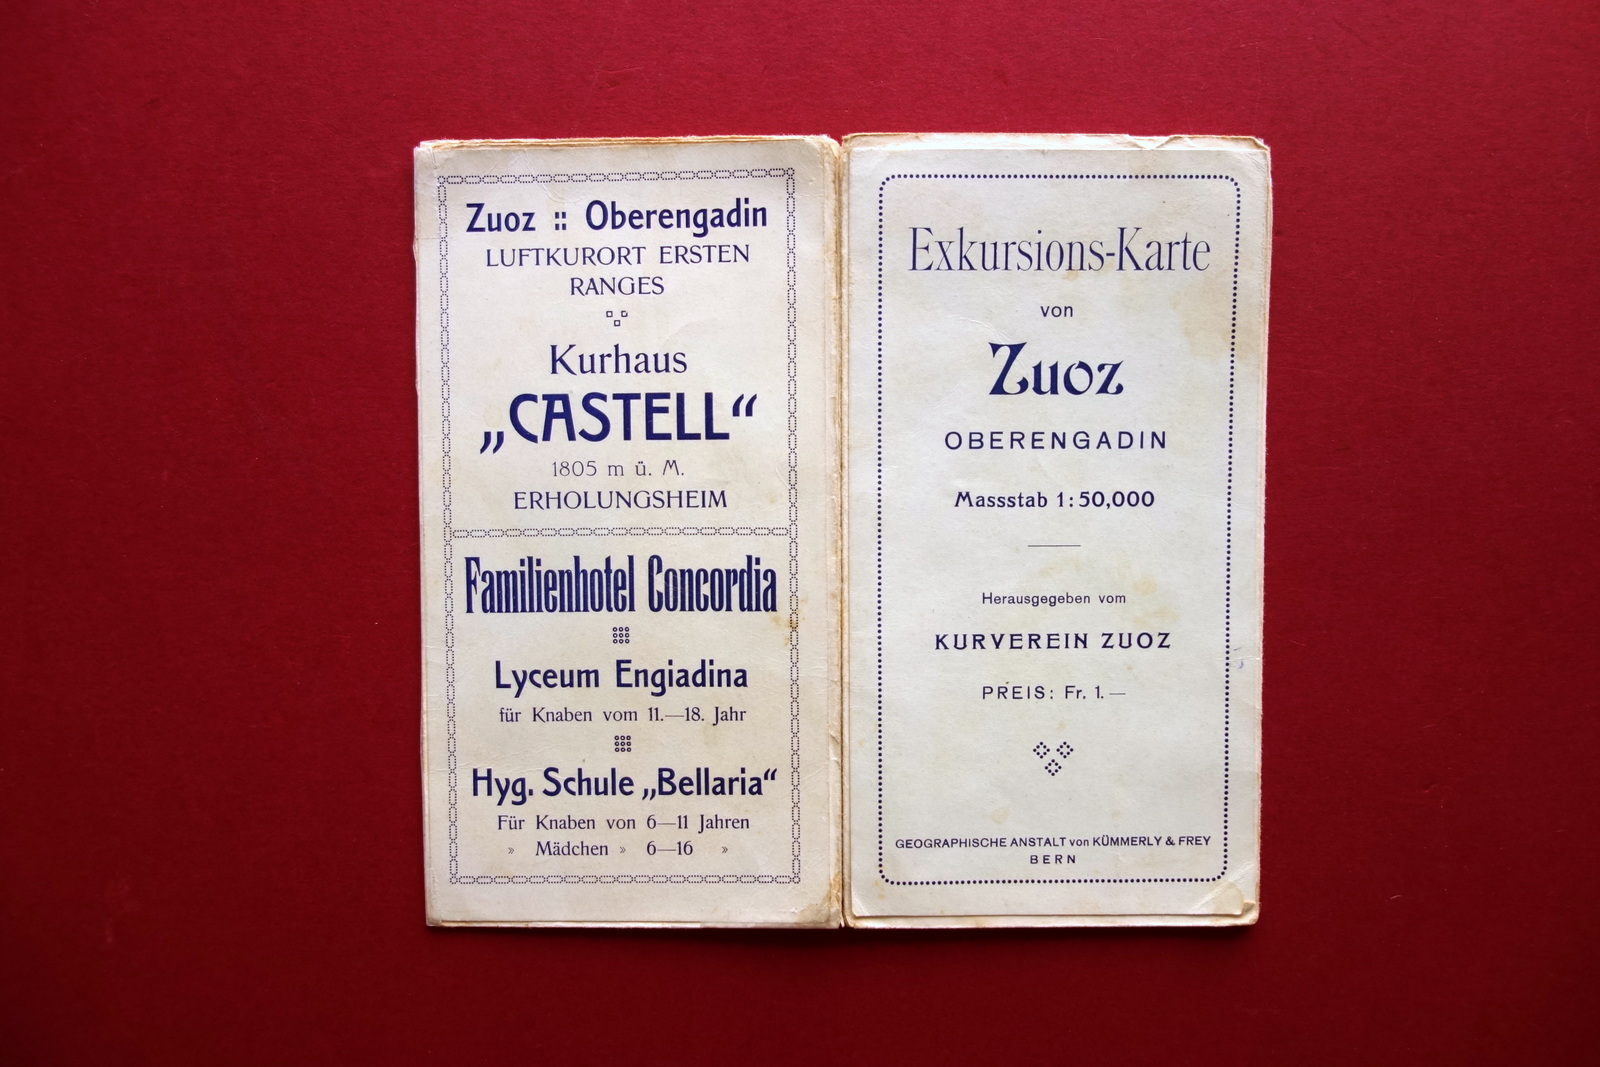 Zuoz :: Oberengadin
LUFTKURORT ERSTEN
RANGES
Kurhaus
„CASTELL“
1805 m ü. M.
ERHOLUNGSHEIM
Familienhotel Concordia
Lyceum Engiadina
für Knaben vom 11.—18. Jahr
Hyg. Schule „Bellaria“
Für Knaben von 6—11 Jahren
» Mädchen » 6—16 »
Exkursions-Karte
von
Zuoz
OBERENGADIN
Massstab 1:50,000
Herausgegeben vom
KURVEREIN ZUOZ
PREIS: Fr. 1.—
GEOGRAPHISCHE ANSTALT von KÜMMERLY & FREY
BERN